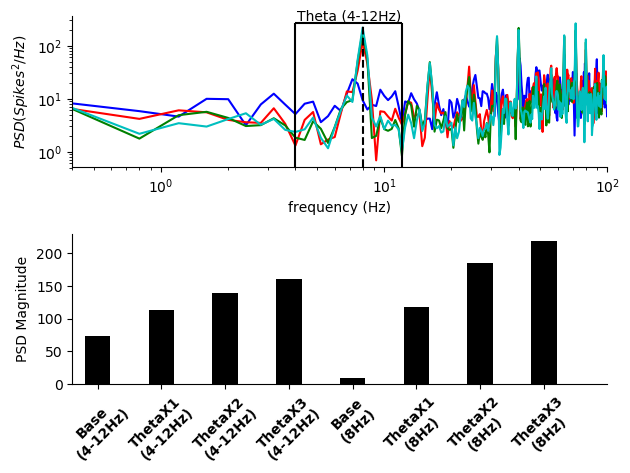 Theta (4-12Hz)
PSD(Spikes²/Hz)
10²
10¹
10⁰
10⁰ 10¹ 10²
frequency (Hz)
PSD Magnitude
200
150
100
50
0
Base (4-12Hz)
ThetaX1 (4-12Hz)
ThetaX2 (4-12Hz)
ThetaX3 (4-12Hz)
Base (8Hz)
ThetaX1 (8Hz)
ThetaX2 (8Hz)
ThetaX3 (8Hz)